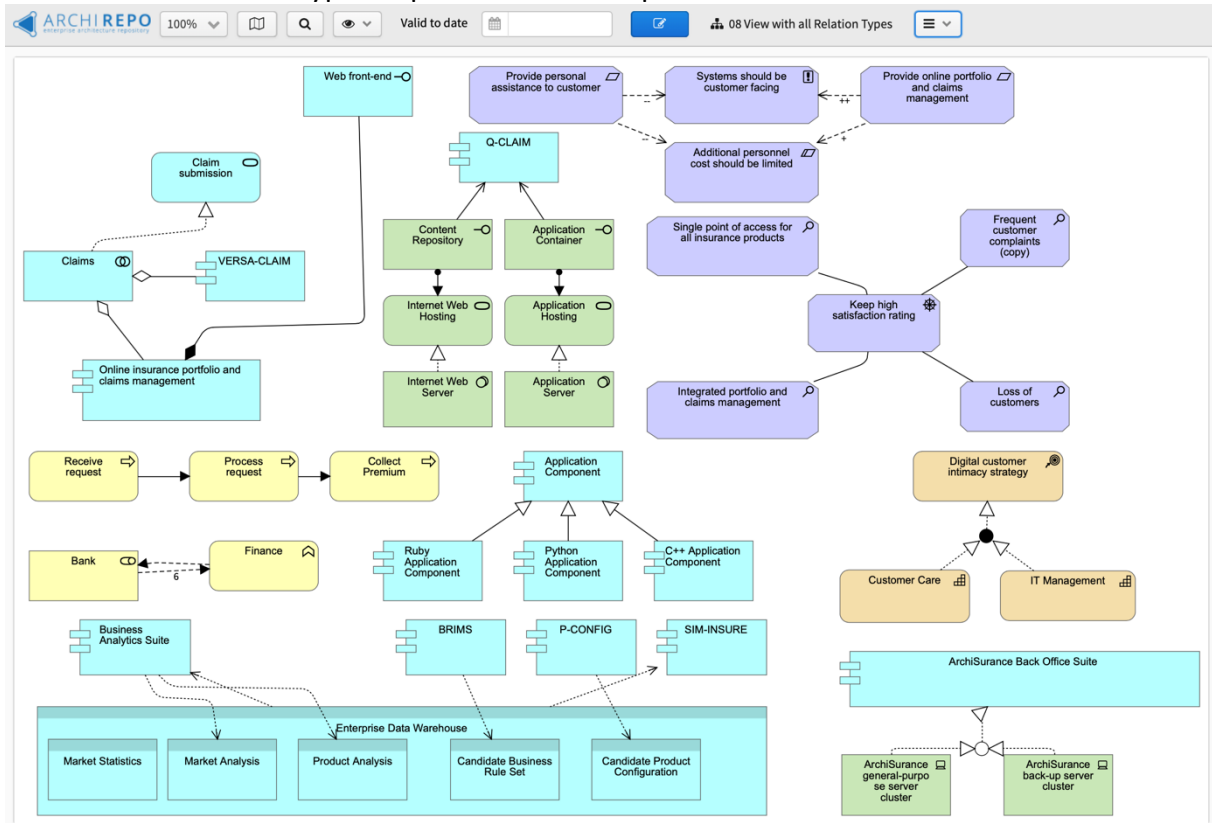 ARCHI REPO
enterprise architecture repository
100%
Valid to date
08 View with all Relation Types
Web front-end
Provide personal
assistance to customer
Systems should be
customer facing
Provide online portfolio
and claims
management
--
++
--
+
Additional personnel
cost should be limited
Q-CLAIM
Claim
submission
Claims
VERSA-CLAIM
Online insurance portfolio and
claims management
Content
Repository
Application
Container
Internet Web
Hosting
Application
Hosting
Internet Web
Server
Application
Server
Single point of access for
all insurance products
Frequent
customer
complaints
(copy)
Keep high
satisfaction rating
Integrated portfolio and
claims management
Loss of
customers
Receive
request
Process
request
Collect
Premium
Bank
6
Finance
Application
Component
Ruby
Application
Component
Python
Application
Component
C++ Application
Component
Digital customer
intimacy strategy
Customer Care
IT Management
Business
Analytics Suite
BRIMS
P-CONFIG
SIM-INSURE
Enterprise Data Warehouse
Market Statistics
Market Analysis
Product Analysis
Candidate Business
Rule Set
Candidate Product
Configuration
ArchiSurance Back Office Suite
ArchiSurance
general-purpo
se server
cluster
ArchiSurance
back-up server
cluster